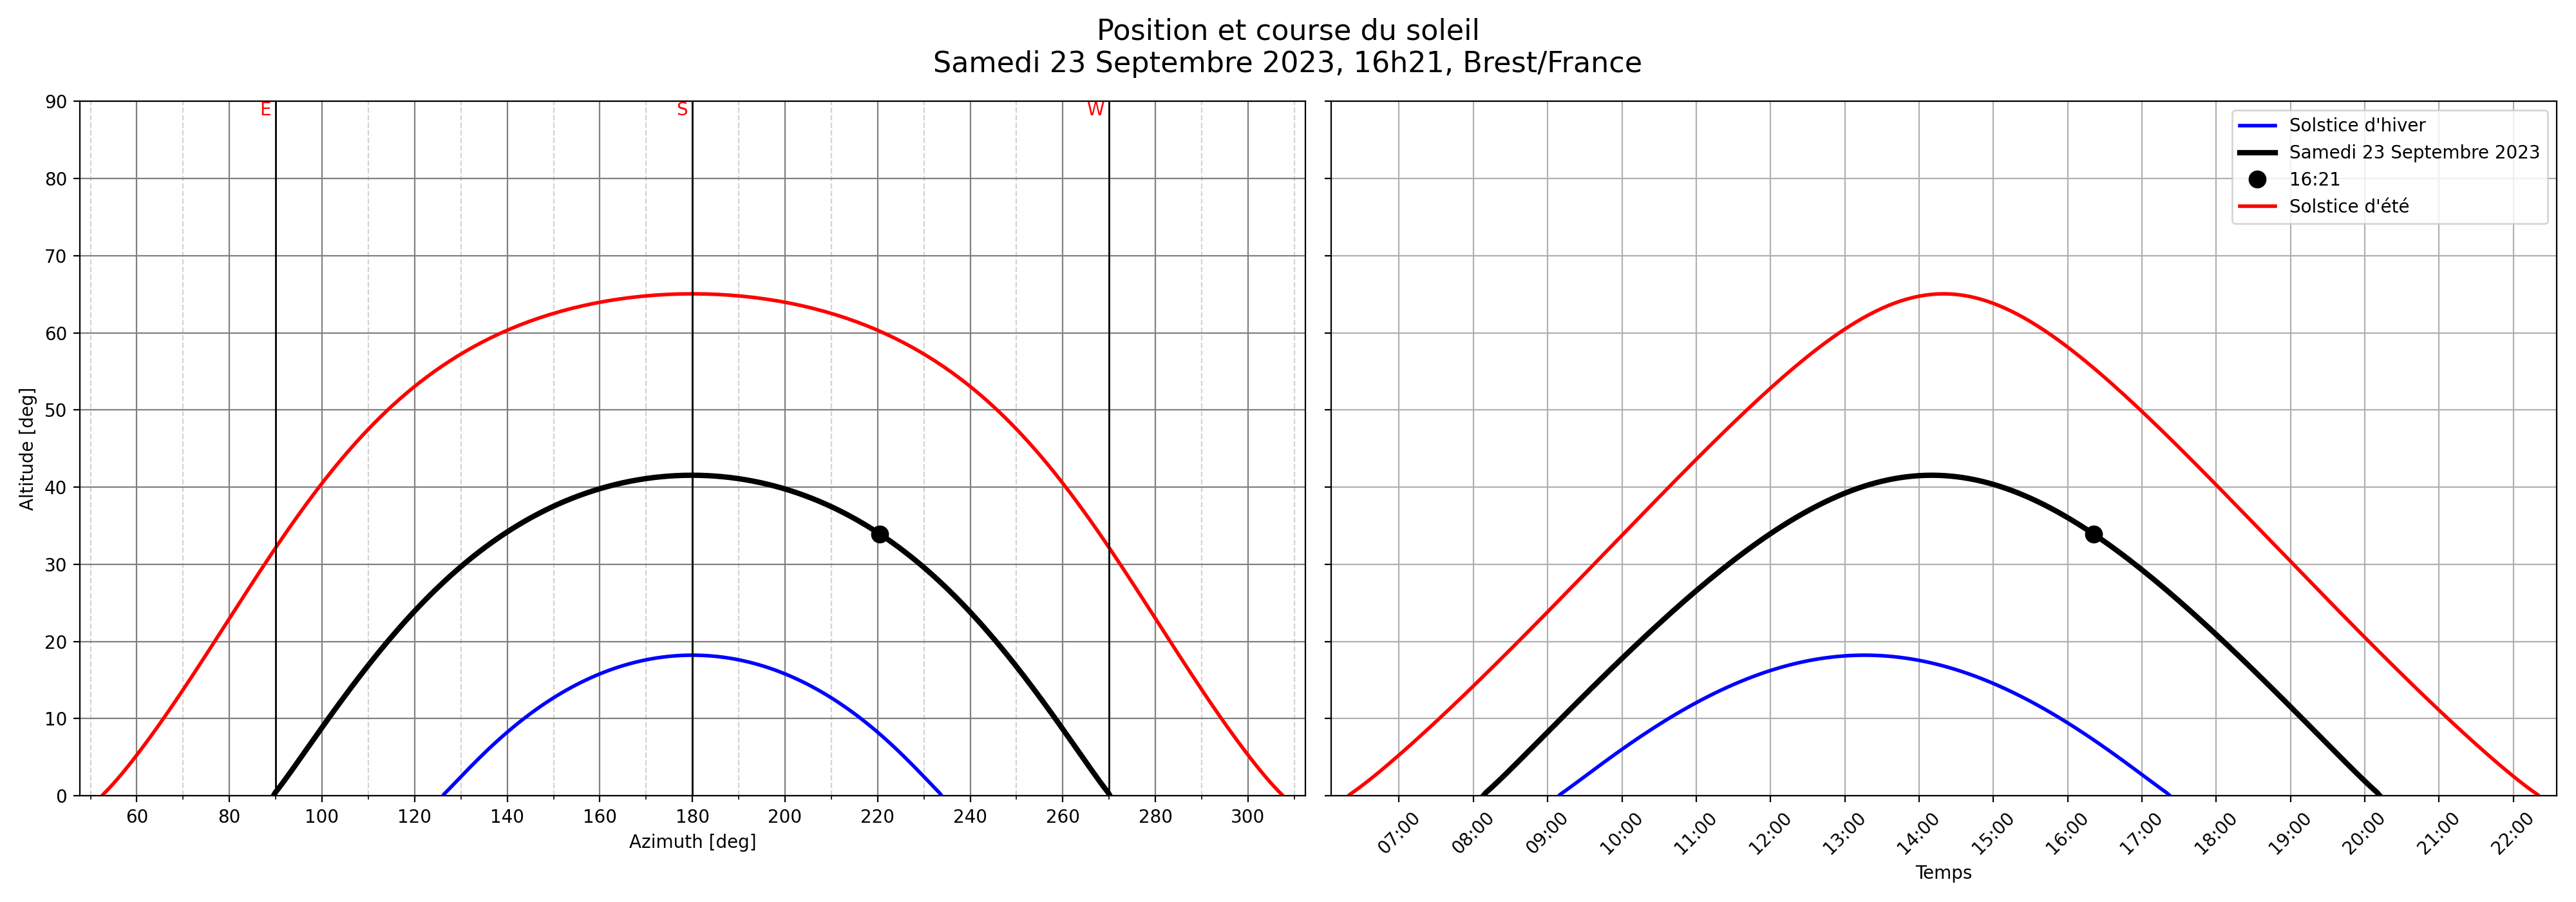 Position et course du soleil
Samedi 23 Septembre 2023, 16h21, Brest/France
E
S
W
90
80
70
60
50
40
30
20
10
0
Altitude [deg]
60 80 100 120 140 160 180 200 220 240 260 280 300
Azimuth [deg]
Solstice d'hiver
Samedi 23 Septembre 2023
16:21
Solstice d'été
07:00 08:00 09:00 10:00 11:00 12:00 13:00 14:00 15:00 16:00 17:00 18:00 19:00 20:00 21:00 22:00
Temps